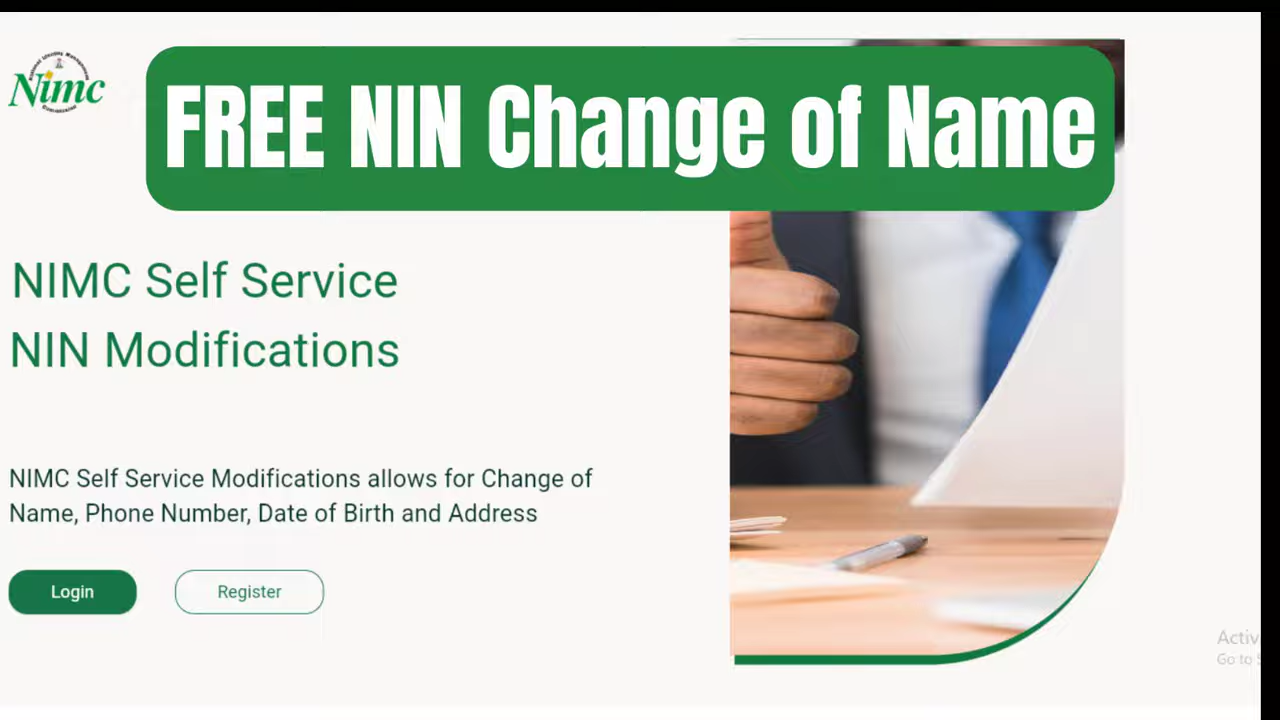 Nimc
FREE NIN Change of Name
NIMC Self Service
NIN Modifications
NIMC Self Service Modifications allows for Change of
Name, Phone Number, Date of Birth and Address
Login
Register
Activ
Go to S